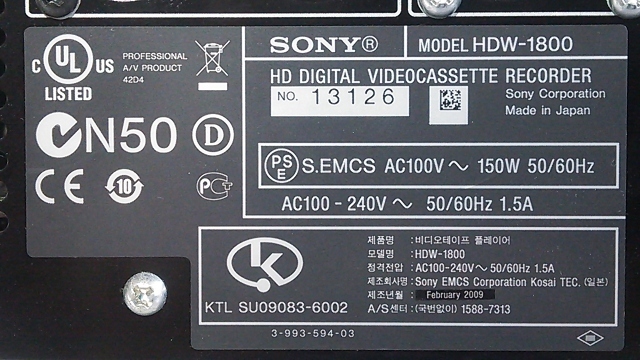 C UL US
LISTED
PROFESSIONAL
A/V PRODUCT
42D4
N50
D
CE
10
PC
SONY®
MODEL HDW-1800
HD DIGITAL VIDEOCASSETTE RECORDER
NO. 13126
Sony Corporation
Made in Japan
PS
E
S.EMCS AC100V ～ 150W 50/60Hz
AC100 - 240V ～ 50/60Hz 1.5A
KTL SU09083-6002
제품명 : 비디오테이프 플레이어
모델명 : HDW-1800
정격전압 : AC100-240V ～ 50/60Hz 1.5A
제조회사명 : Sony EMCS Corporation Kosai TEC. (일본)
제조년월 : February 2009
A/S센터 : (국번없이) 1588-7313
3-993-594-03